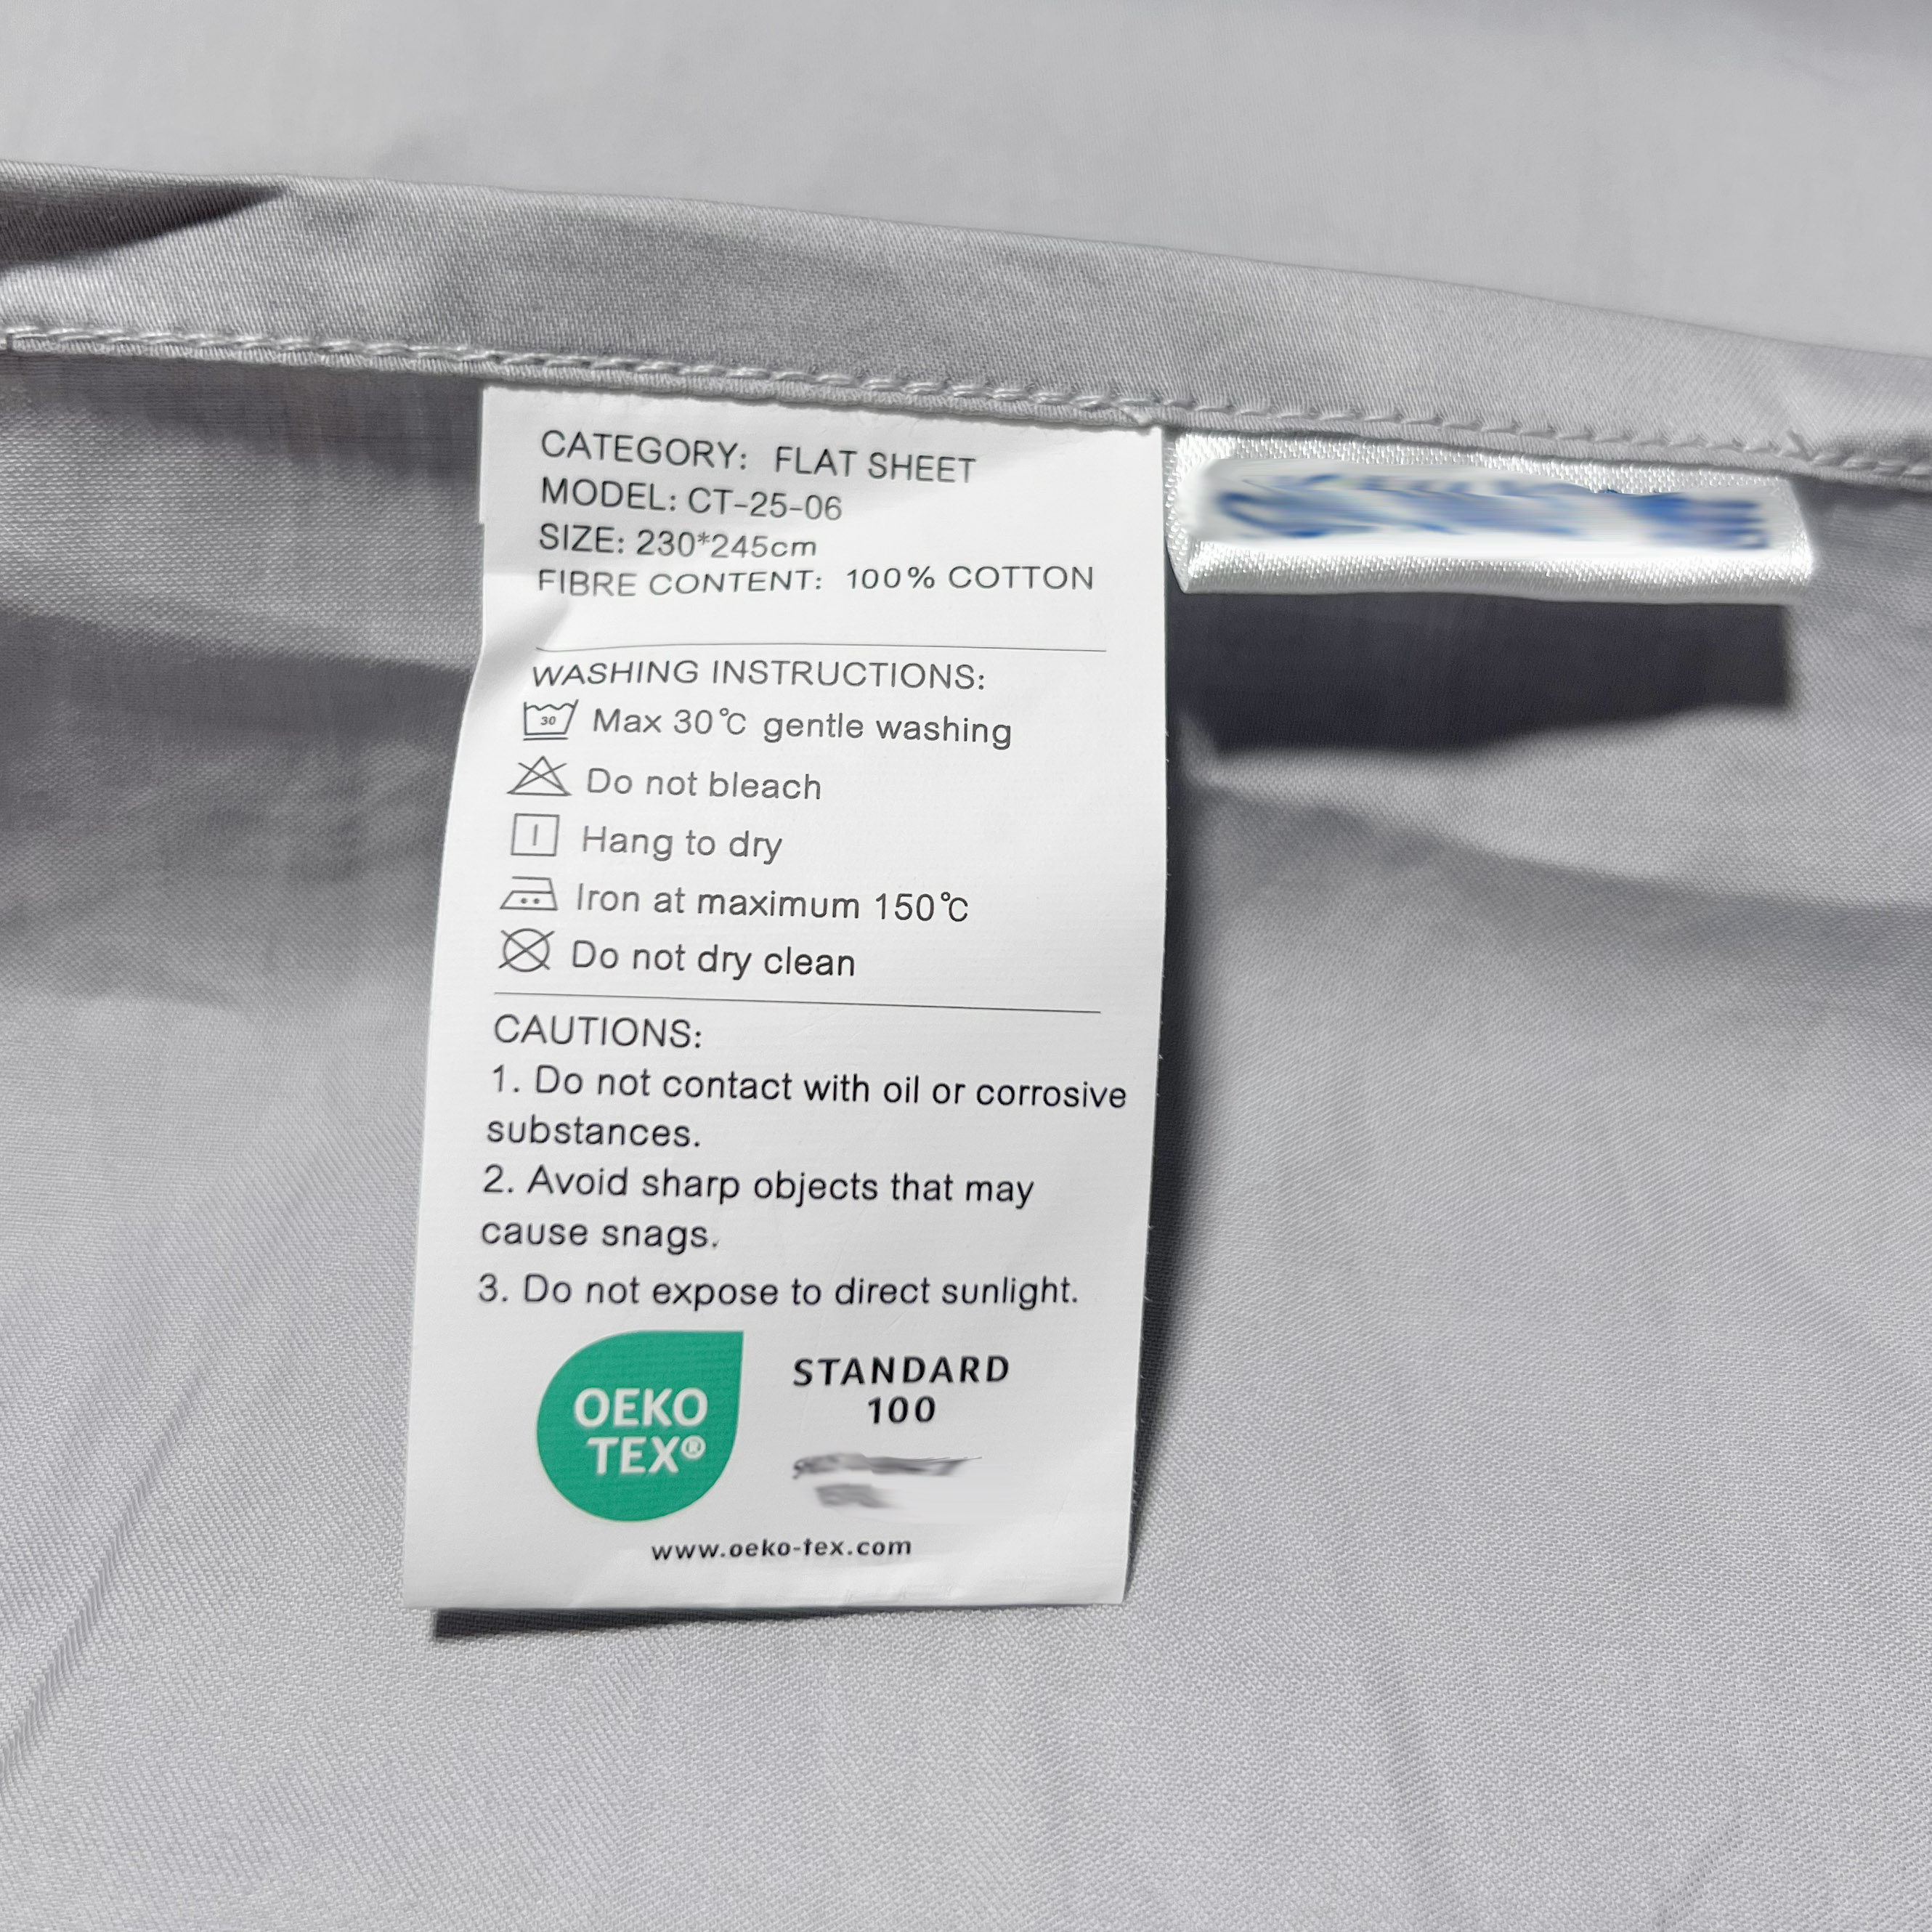 CATEGORY: FLAT SHEET
MODEL: CT-25-06
SIZE: 230*245cm
FIBRE CONTENT: 100% COTTON
WASHING INSTRUCTIONS:
30 Max 30℃ gentle washing
Do not bleach
Hang to dry
Iron at maximum 150℃
Do not dry clean
CAUTIONS:
1. Do not contact with oil or corrosive
substances.
2. Avoid sharp objects that may
cause snags.
3. Do not expose to direct sunlight.
OEKO
TEX®
STANDARD
100
www.oeko-tex.com